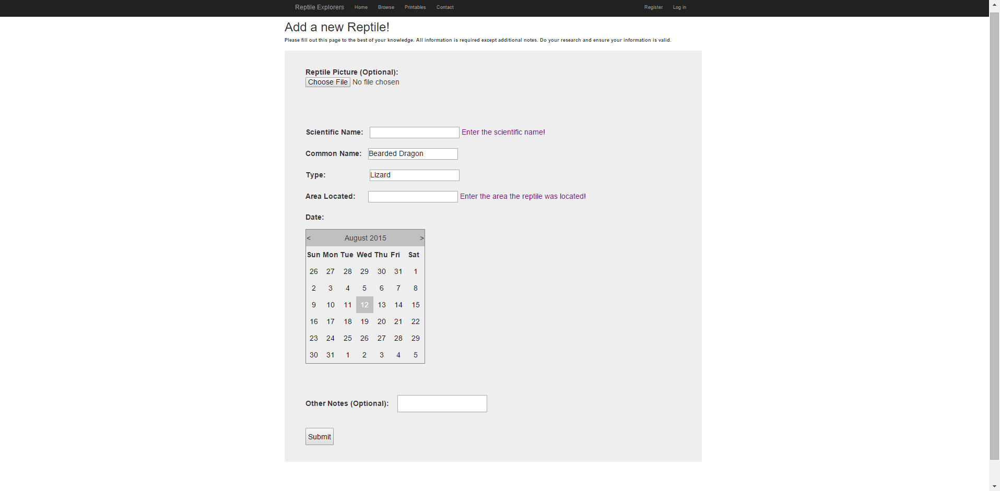 Reptile Explorers Home Browse Printables Contact Register Log in
Add a new Reptile!
Please fill out this page to the best of your knowledge. All information is required except additional notes. Do your research and ensure your information is valid.
Reptile Picture (Optional):
Choose File No file chosen
Scientific Name: Enter the scientific name!
Common Name: Bearded Dragon
Type: Lizard
Area Located: Enter the area the reptile was located!
Date:
< August 2015 >
Sun Mon Tue Wed Thu Fri Sat
26 27 28 29 30 31 1
2 3 4 5 6 7 8
9 10 11 12 13 14 15
16 17 18 19 20 21 22
23 24 25 26 27 28 29
30 31 1 2 3 4 5
Other Notes (Optional):
Submit